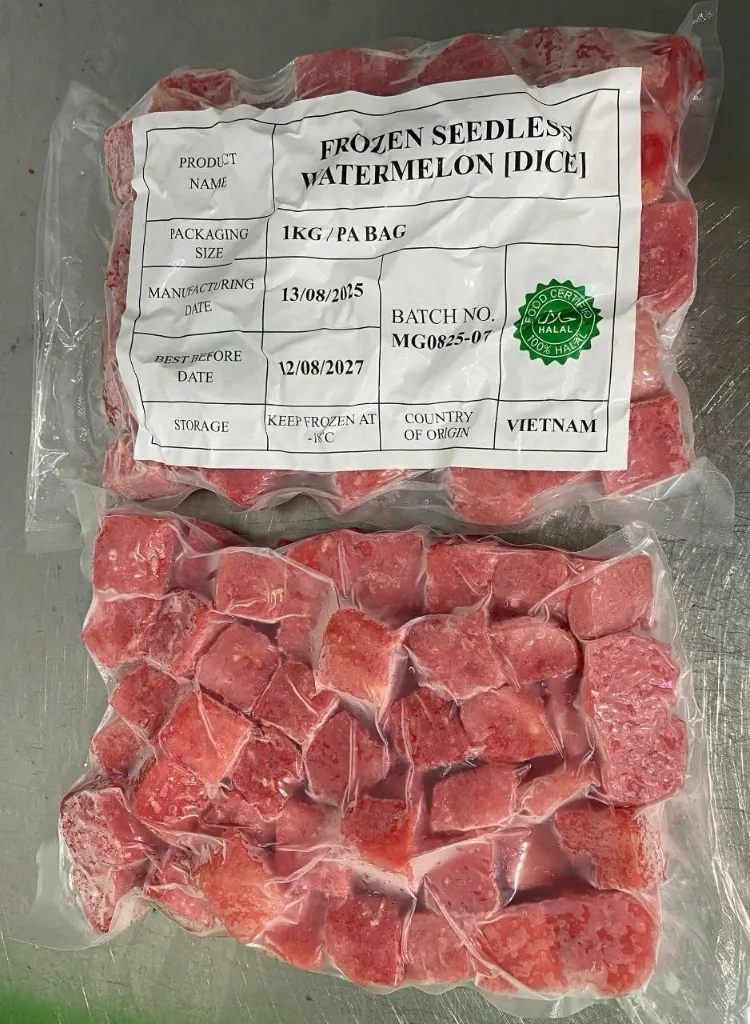 PRODUCT NAME
FROZEN SEEDLESS
WATERMELON [DICE]
PACKAGING SIZE
1KG / PA BAG
MANUFACTURING DATE
13/08/2025
BATCH NO.
MG0825-07
FOOD CERTIFIED
حلال
HALAL
100% HALAL
BEST BEFORE DATE
12/08/2027
STORAGE
KEEP FROZEN AT
-18°C
COUNTRY
OF ORIGIN
VIETNAM